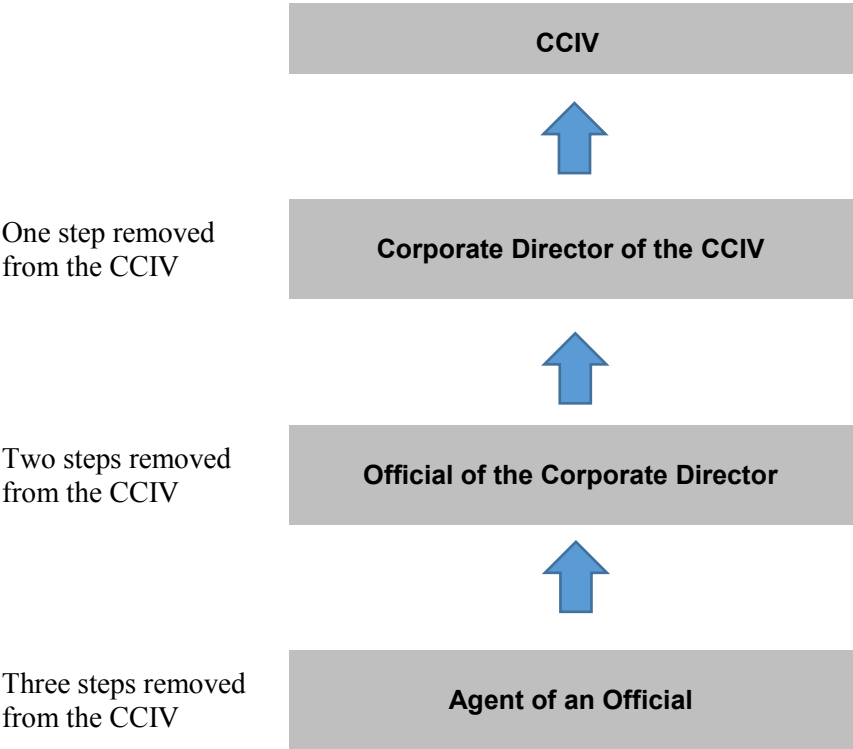 CCIV
One step removed
from the CCIV
Corporate Director of the CCIV
Two steps removed
from the CCIV
Official of the Corporate Director
Three steps removed
from the CCIV
Agent of an Official